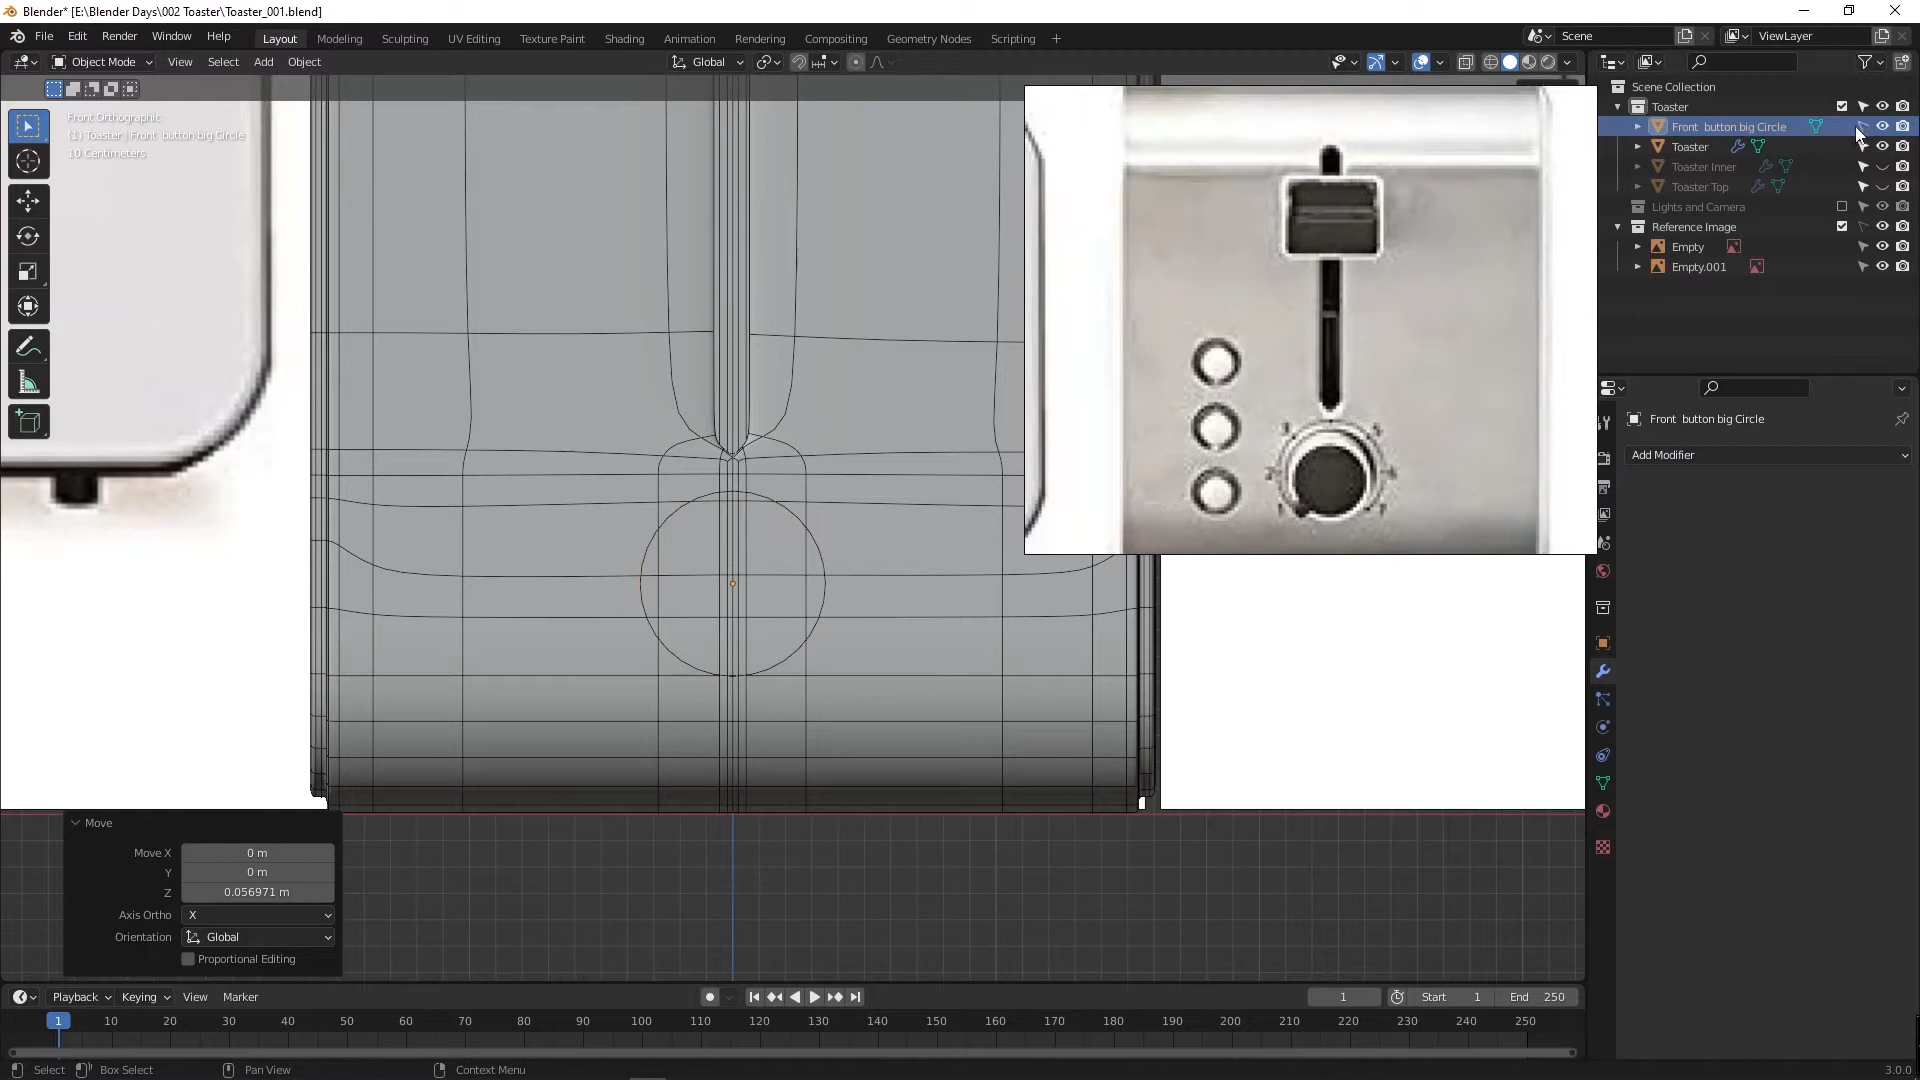 Blender* [E:\Blender Days\002 Toaster\Toaster_001.blend]
File Edit Render Window Help Layout Modeling Sculpting UV Editing Texture Paint Shading Animation Rendering Compositing Geometry Nodes Scripting + Scene ViewLayer
Object Mode View Select Add Object Global
Front Orthographic
(1) Toaster | Front button big Circle
10 Centimeters
Scene Collection
Toaster
Front button big Circle
Toaster
Toaster Inner
Toaster Top
Lights and Camera
Reference Image
Empty
Empty.001
Front button big Circle
Add Modifier
Move
Move X 0 m
Y 0 m
Z 0.056971 m
Axis Ortho X
Orientation Global
Proportional Editing
Playback Keying View Marker 1 Start 1 End 250
1 10 20 30 40 50 60 70 80 90 100 110 120 130 140 150 160 170 180 190 200 210 220 230 240 250
Select Box Select Pan View Context Menu 3.0.0